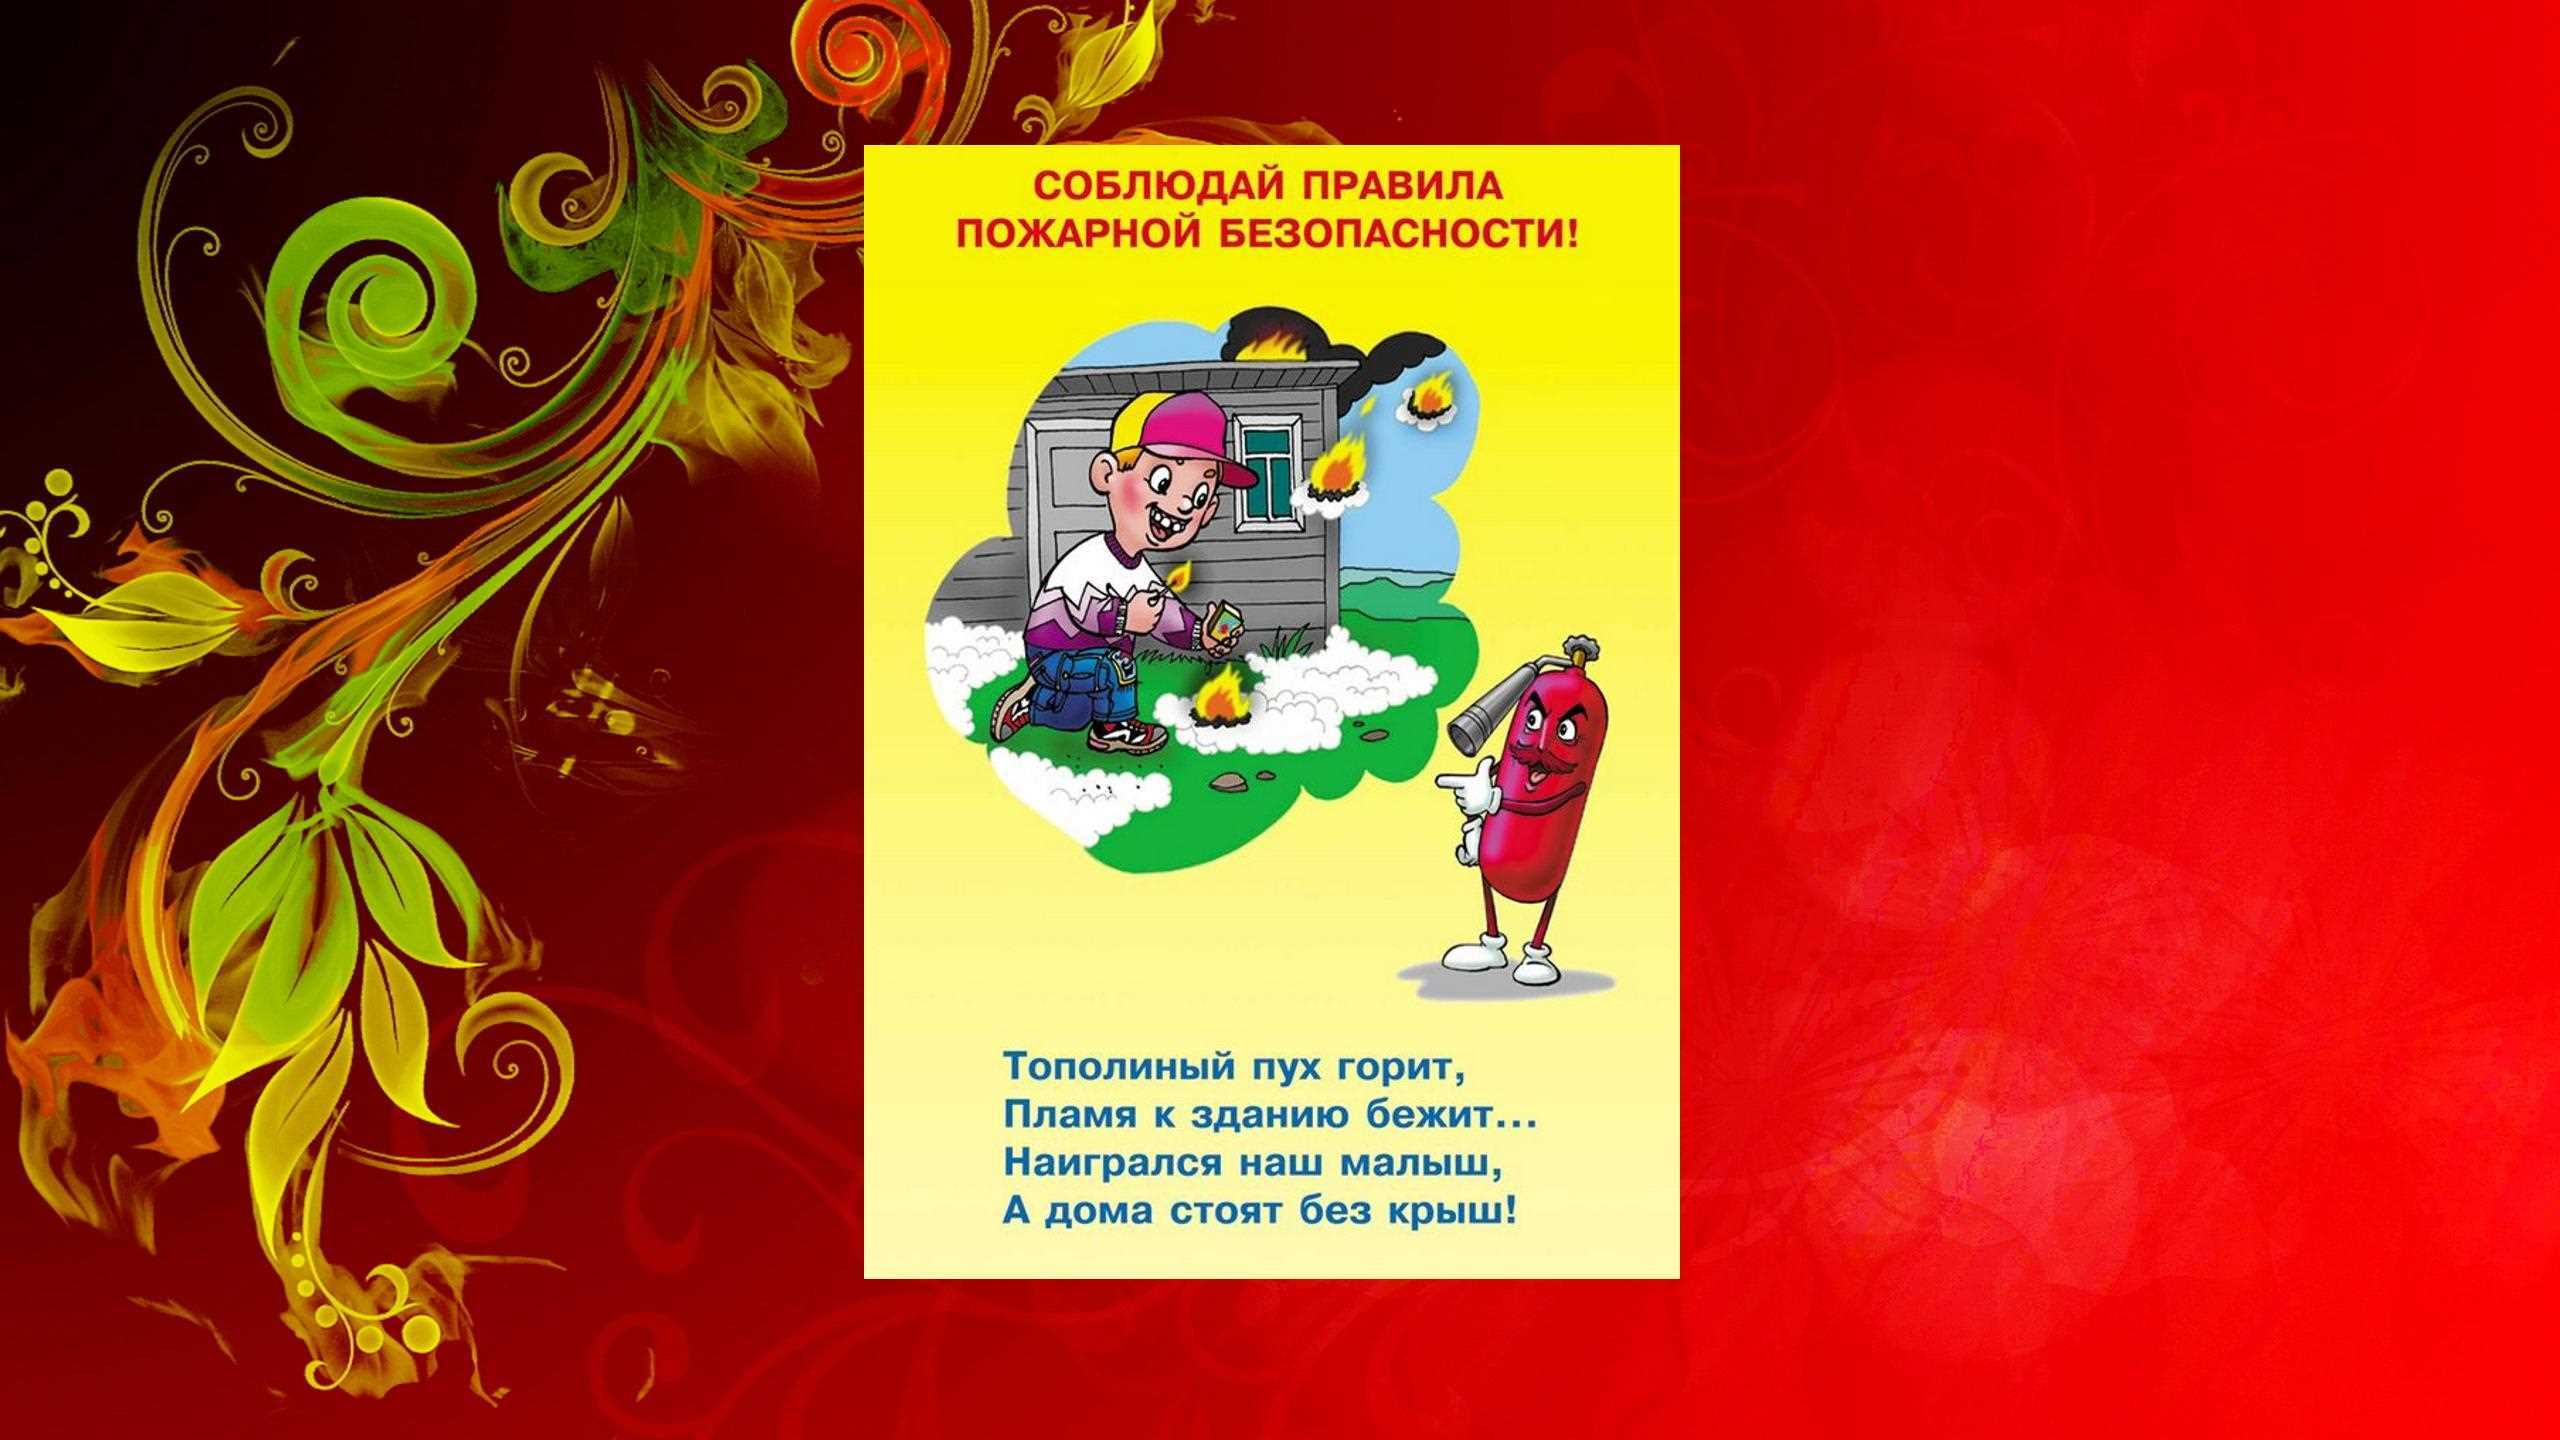 СОБЛЮДАЙ ПРАВИЛА
ПОЖАРНОЙ БЕЗОПАСНОСТИ!
Тополиный пух горит,
Пламя к зданию бежит...
Наигрался наш малыш,
А дома стоят без крыш!